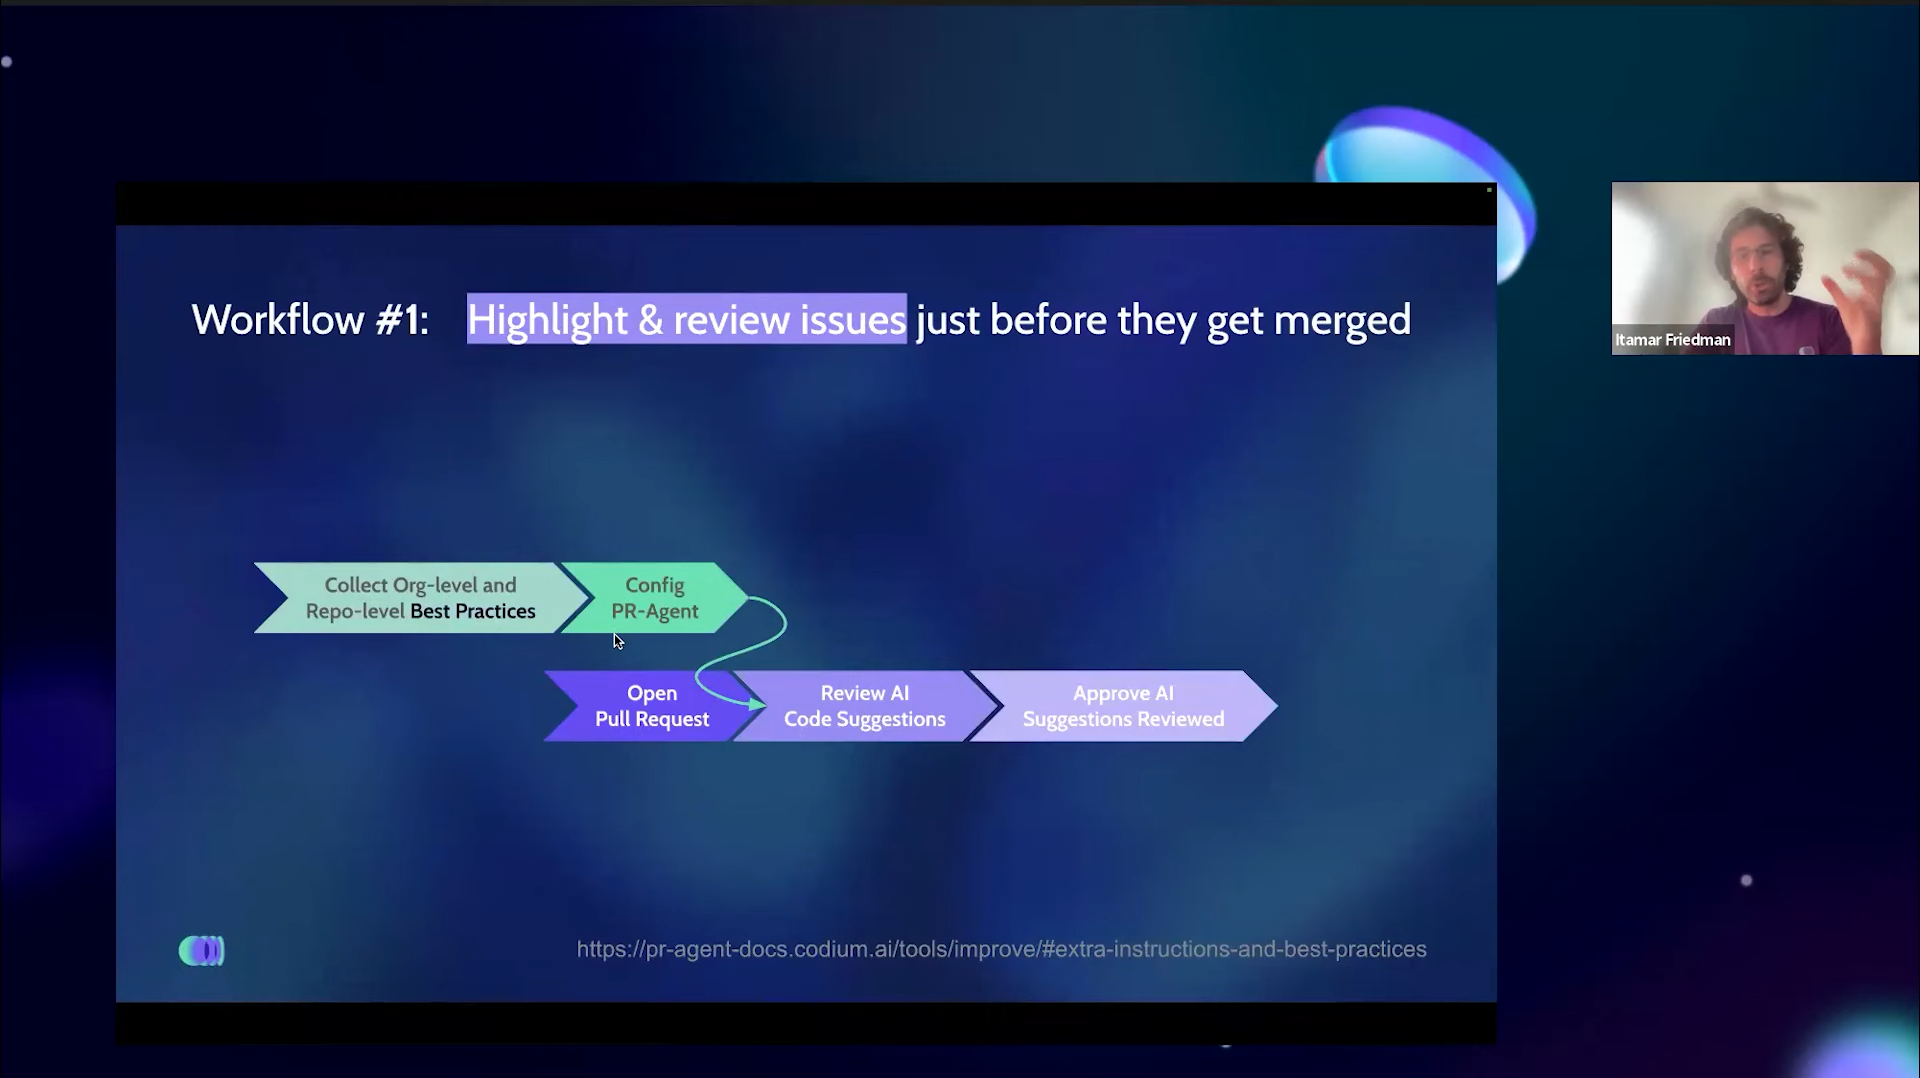 Workflow #1: Highlight & review issues just before they get merged
Itamar Friedman
Collect Org-level and
Repo-level Best Practices
Config
PR-Agent
Open
Pull Request
Review AI
Code Suggestions
Approve AI
Suggestions Reviewed
https://pr-agent-docs.codium.ai/tools/improve/#extra-instructions-and-best-practices